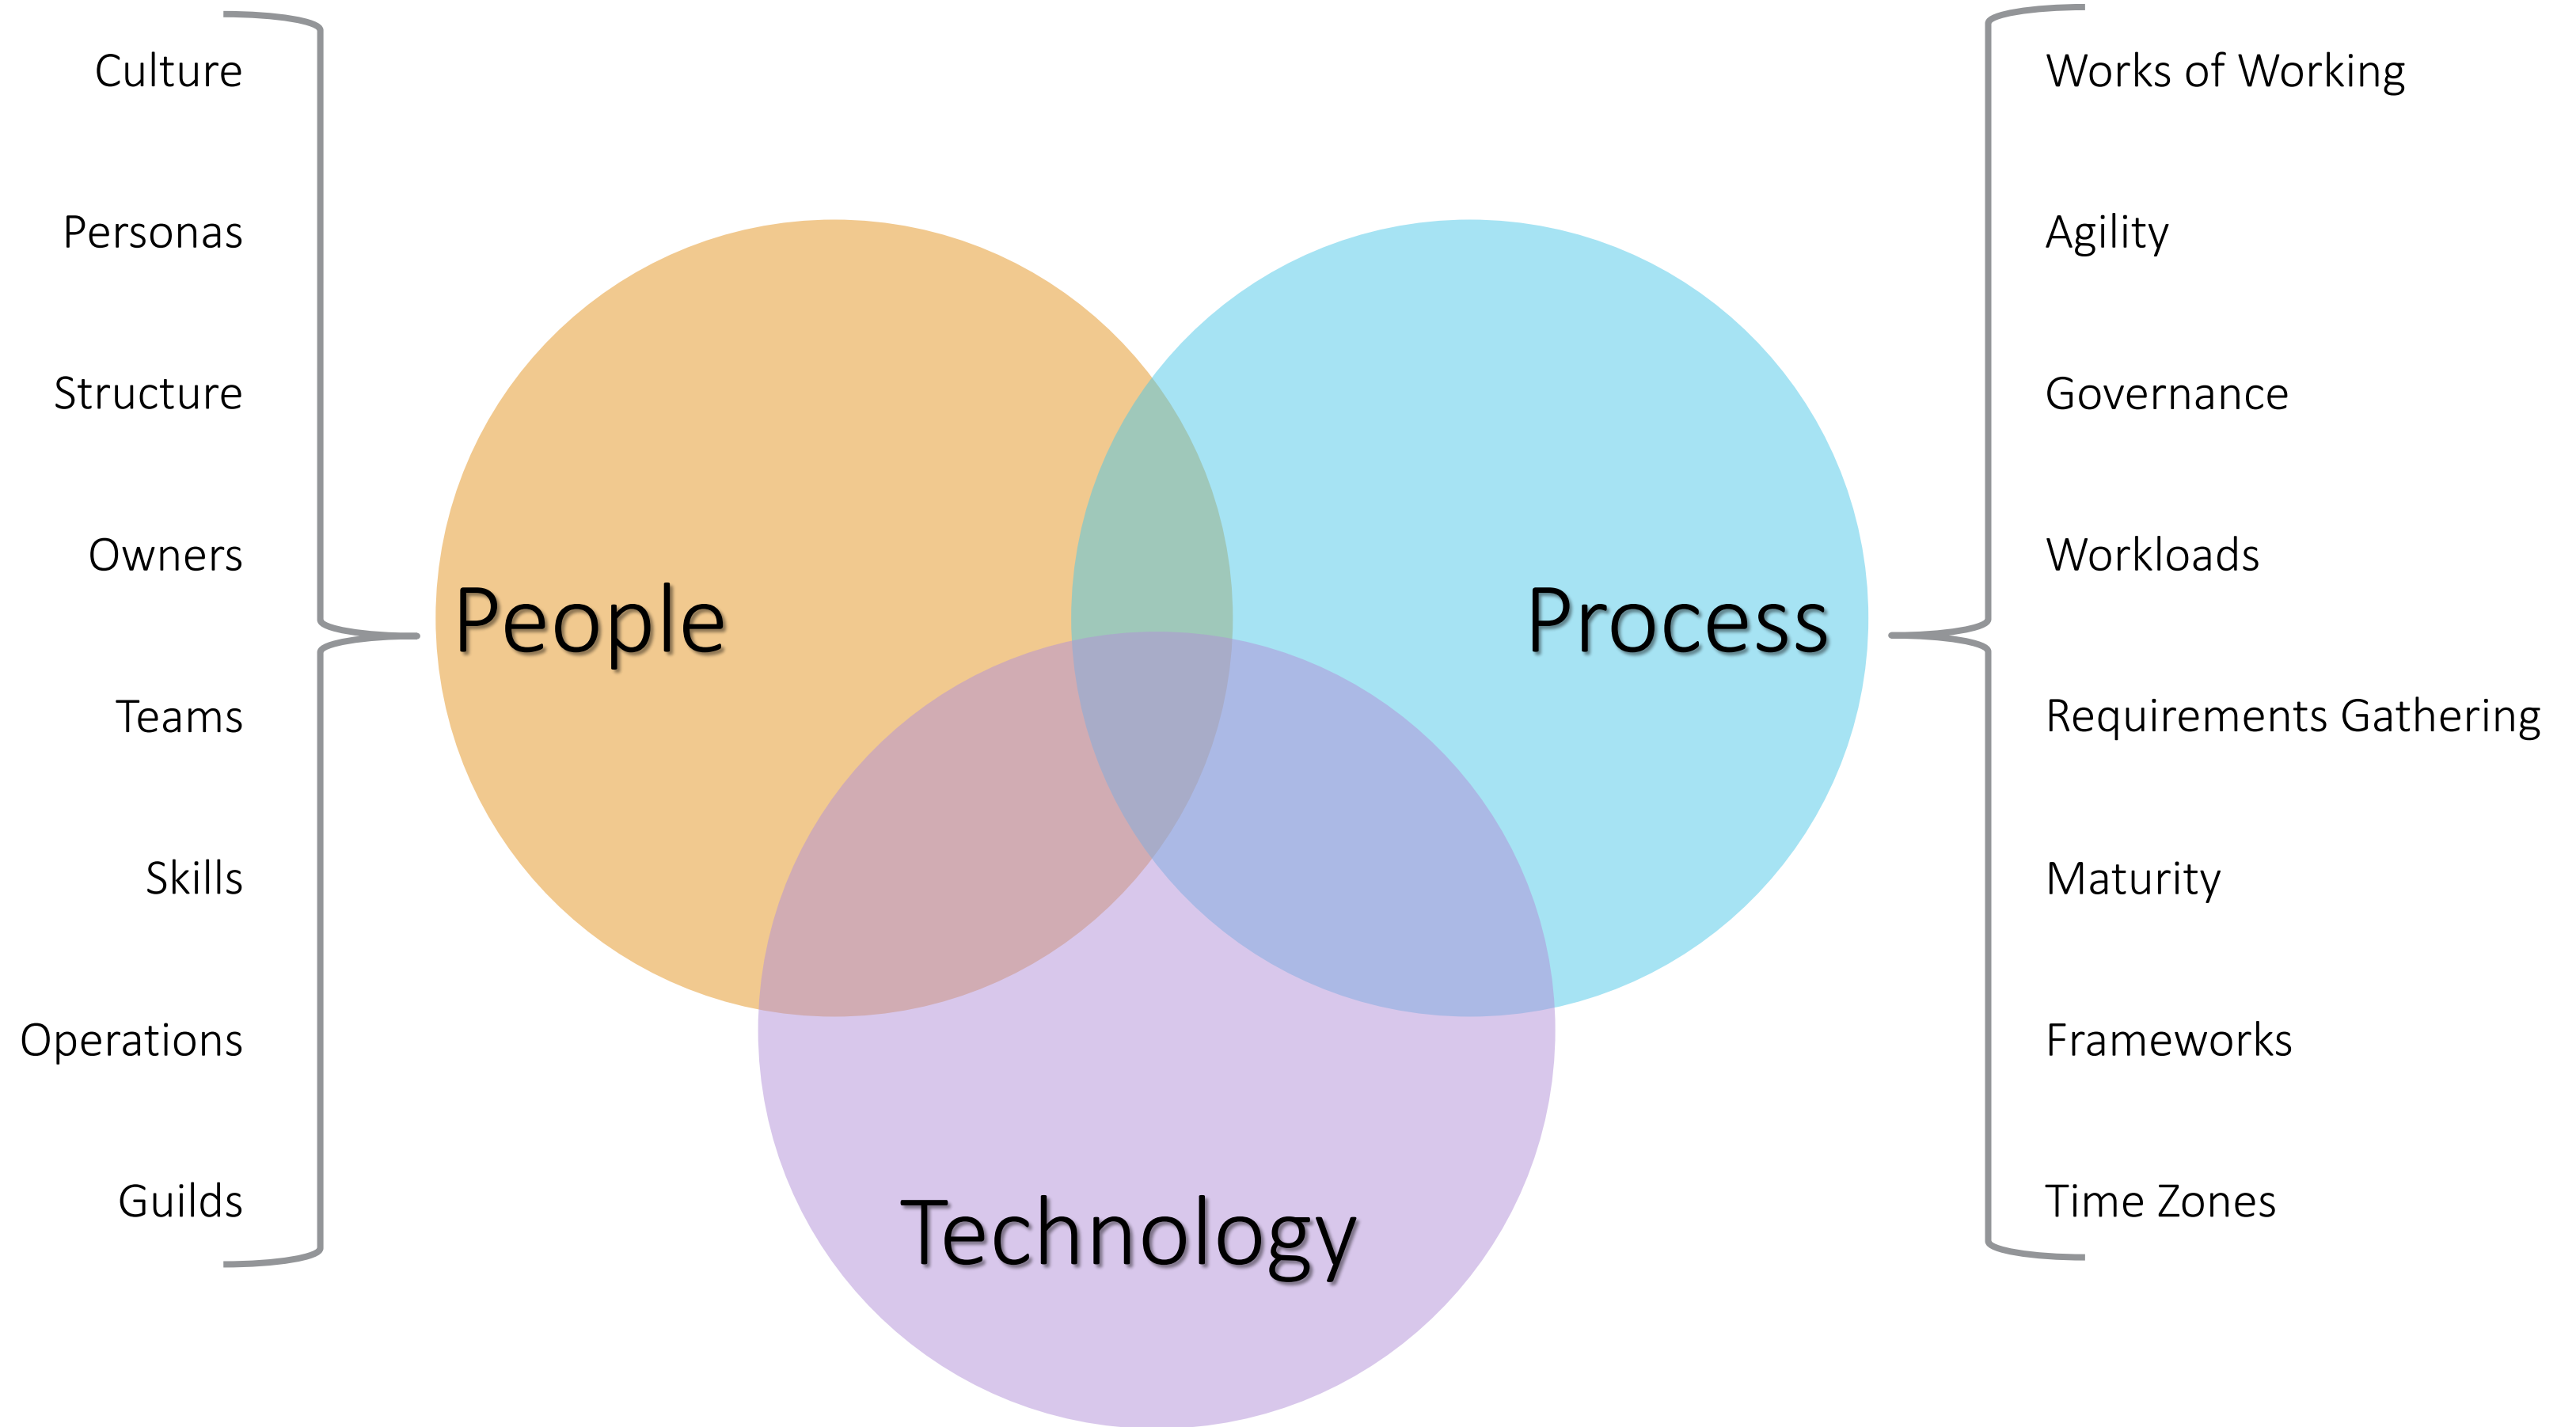 Culture
Personas
Structure
Owners
Teams
Skills
Operations
Guilds
People
Process
Technology
Works of Working
Agility
Governance
Workloads
Requirements Gathering
Maturity
Frameworks
Time Zones